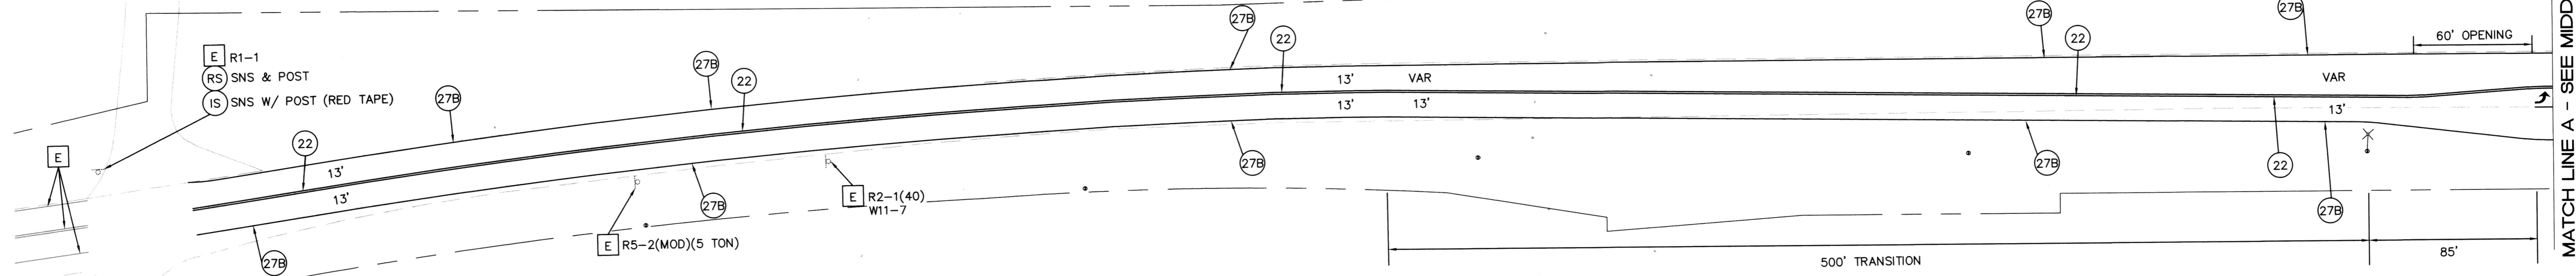 27B
27B
27B
22
22
60' OPENING
E R1-1
RS SNS & POST
IS SNS W/ POST (RED TAPE)
27B
27B
22
13'
VAR
VAR
13'
13'
13'
E
22
13'
13'
27B
27B
22
27B
E R2-1(40)
W11-7
27B
27B
E R5-2(MOD)(5 TON)
27B
500' TRANSITION
85'
MATCH LINE A - SEE MIDD